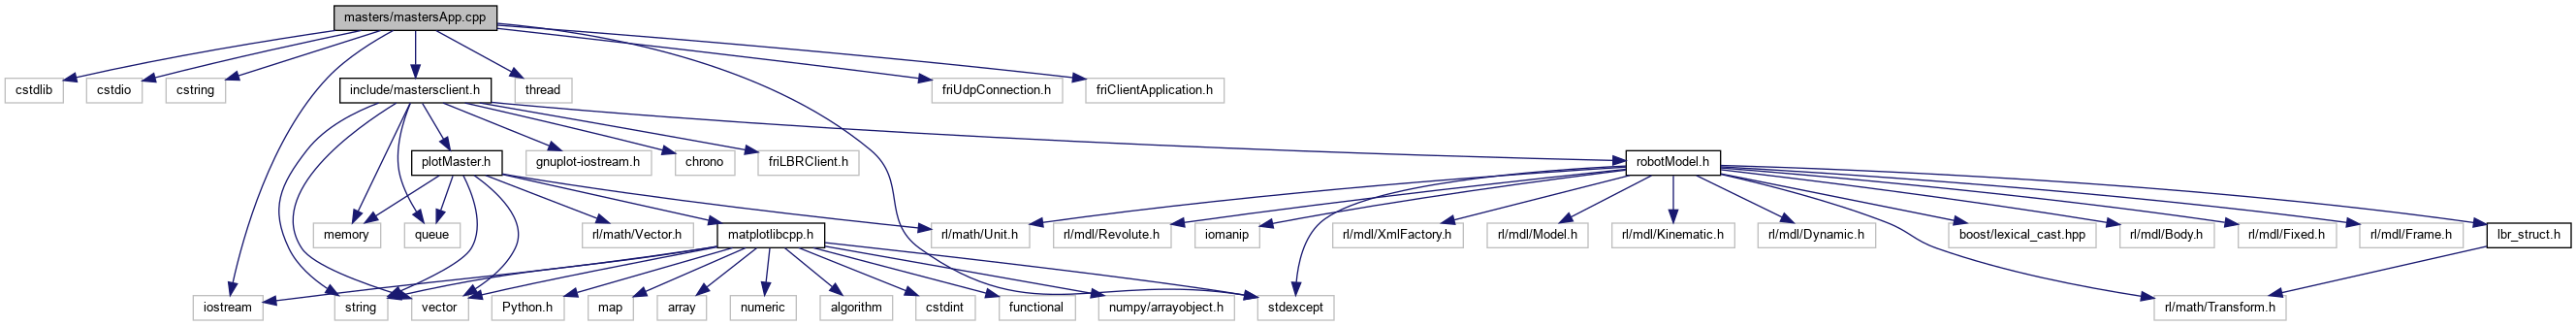 masters/mastersApp.cpp
cstdlib
cstdio
cstring
include/mastersclient.h
thread
friUdpConnection.h
friClientApplication.h
plotMaster.h
gnuplot-iostream.h
chrono
friLBRClient.h
robotModel.h
memory
queue
rl/math/Vector.h
matplotlibcpp.h
rl/math/Unit.h
rl/mdl/Revolute.h
iomanip
rl/mdl/XmlFactory.h
rl/mdl/Model.h
rl/mdl/Kinematic.h
rl/mdl/Dynamic.h
boost/lexical_cast.hpp
rl/mdl/Body.h
rl/mdl/Fixed.h
rl/mdl/Frame.h
lbr_struct.h
iostream
string
vector
Python.h
map
array
numeric
algorithm
cstdint
functional
numpy/arrayobject.h
stdexcept
rl/math/Transform.h